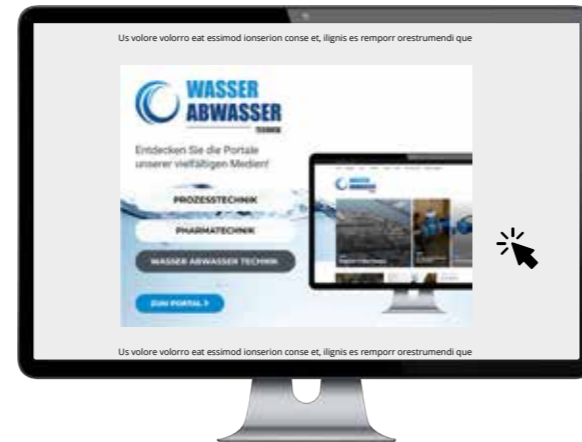 Us volore volorro eat essimod ionserion conse et, ilignis es remporr orestrumendi que
WASSER
ABWASSER
TECHNIK
Entdecken Sie die Portale
unserer vielfältigen Medien!
PROZESSTECHNIK
PHARMATECHNIK
WASSER ABWASSER TECHNIK
ZUM PORTAL >
WASSER
ABWASSER
Us volore volorro eat essimod ionserion conse et, ilignis es remporr orestrumendi que